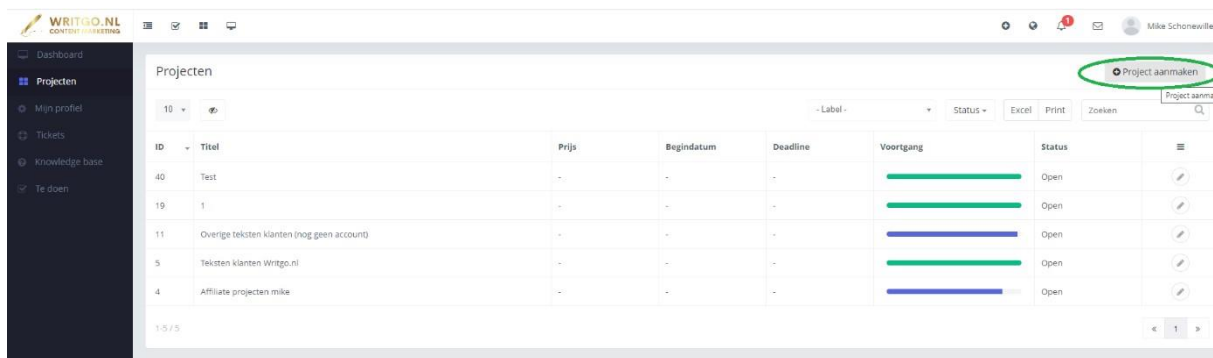 WRITGO.NL
CONTENT MARKETING
1
Mike Schonewille
Dashboard
Projecten
Mijn profiel
Tickets
Knowledge base
Te doen
Projecten
Project aanmaken
Project aanma
10
- Label -
Status
Excel
Print
Zoeken
ID Titel Prijs Begindatum Deadline Voortgang Status
40 Test - - - Open
19 1 - - - Open
11 Overige teksten klanten (nog geen account) - - - Open
5 Teksten klanten Writgo.nl - - - Open
4 Affiliate projecten mike - - - Open
1-5 / 5
« 1 »